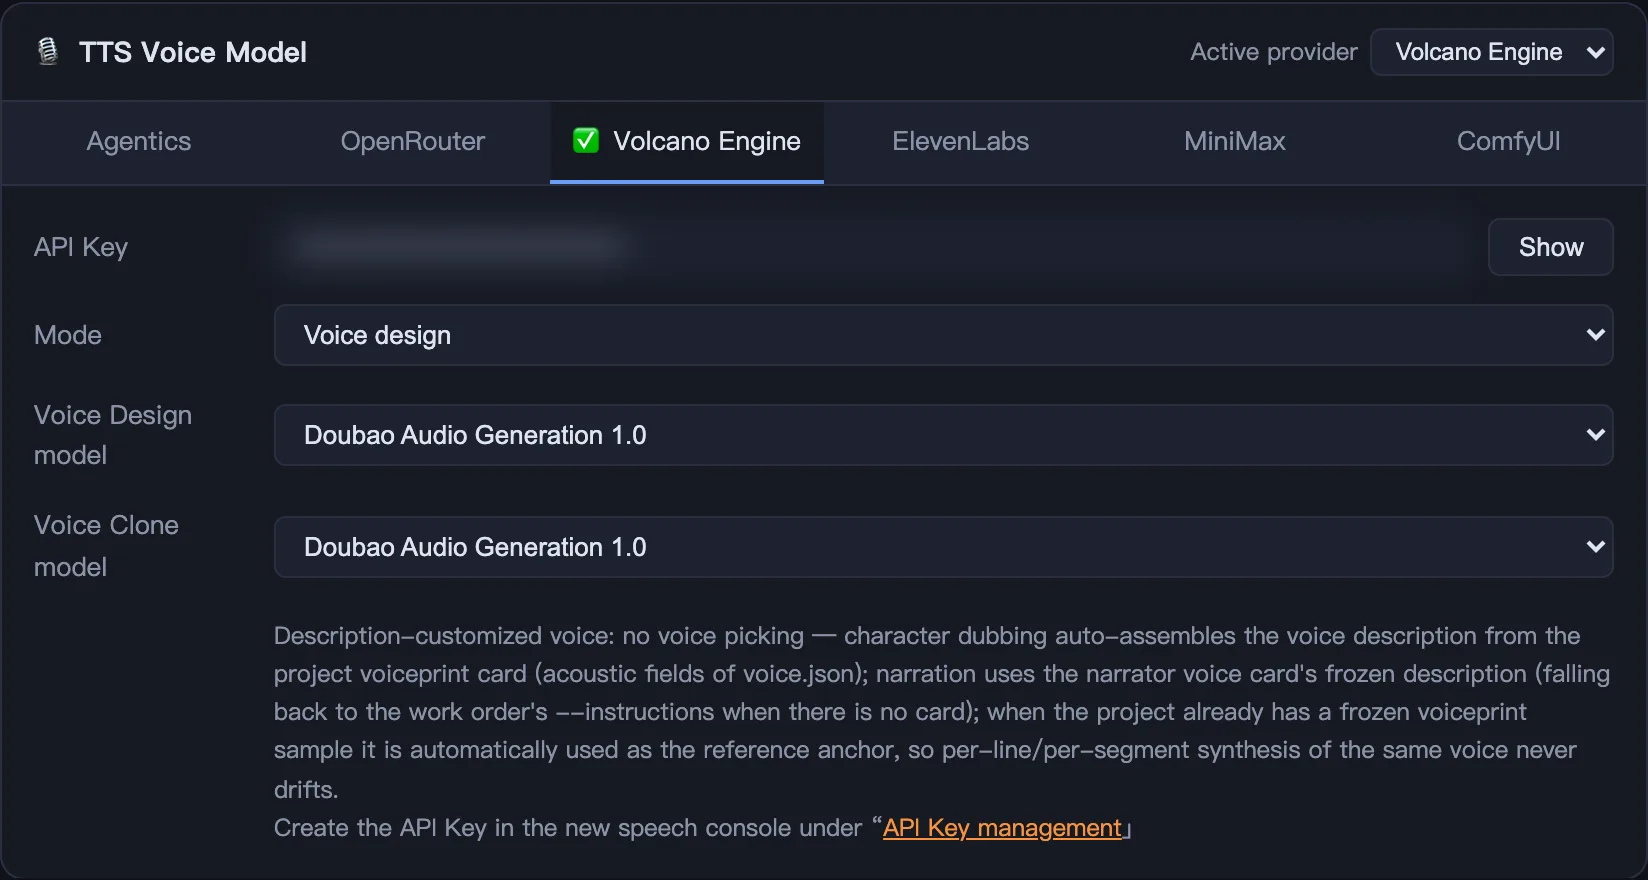 TTS Voice Model
Active provider
Volcano Engine
Agentics
OpenRouter
Volcano Engine
ElevenLabs
MiniMax
ComfyUI
API Key
Show
Mode
Voice design
Voice Design
model
Doubao Audio Generation 1.0
Voice Clone
model
Doubao Audio Generation 1.0
Description-customized voice: no voice picking — character dubbing auto-assembles the voice description from the
project voiceprint card (acoustic fields of voice.json); narration uses the narrator voice card's frozen description (falling
back to the work order's --instructions when there is no card); when the project already has a frozen voiceprint
sample it is automatically used as the reference anchor, so per-line/per-segment synthesis of the same voice never
drifts.
Create the API Key in the new speech console under “API Key management」